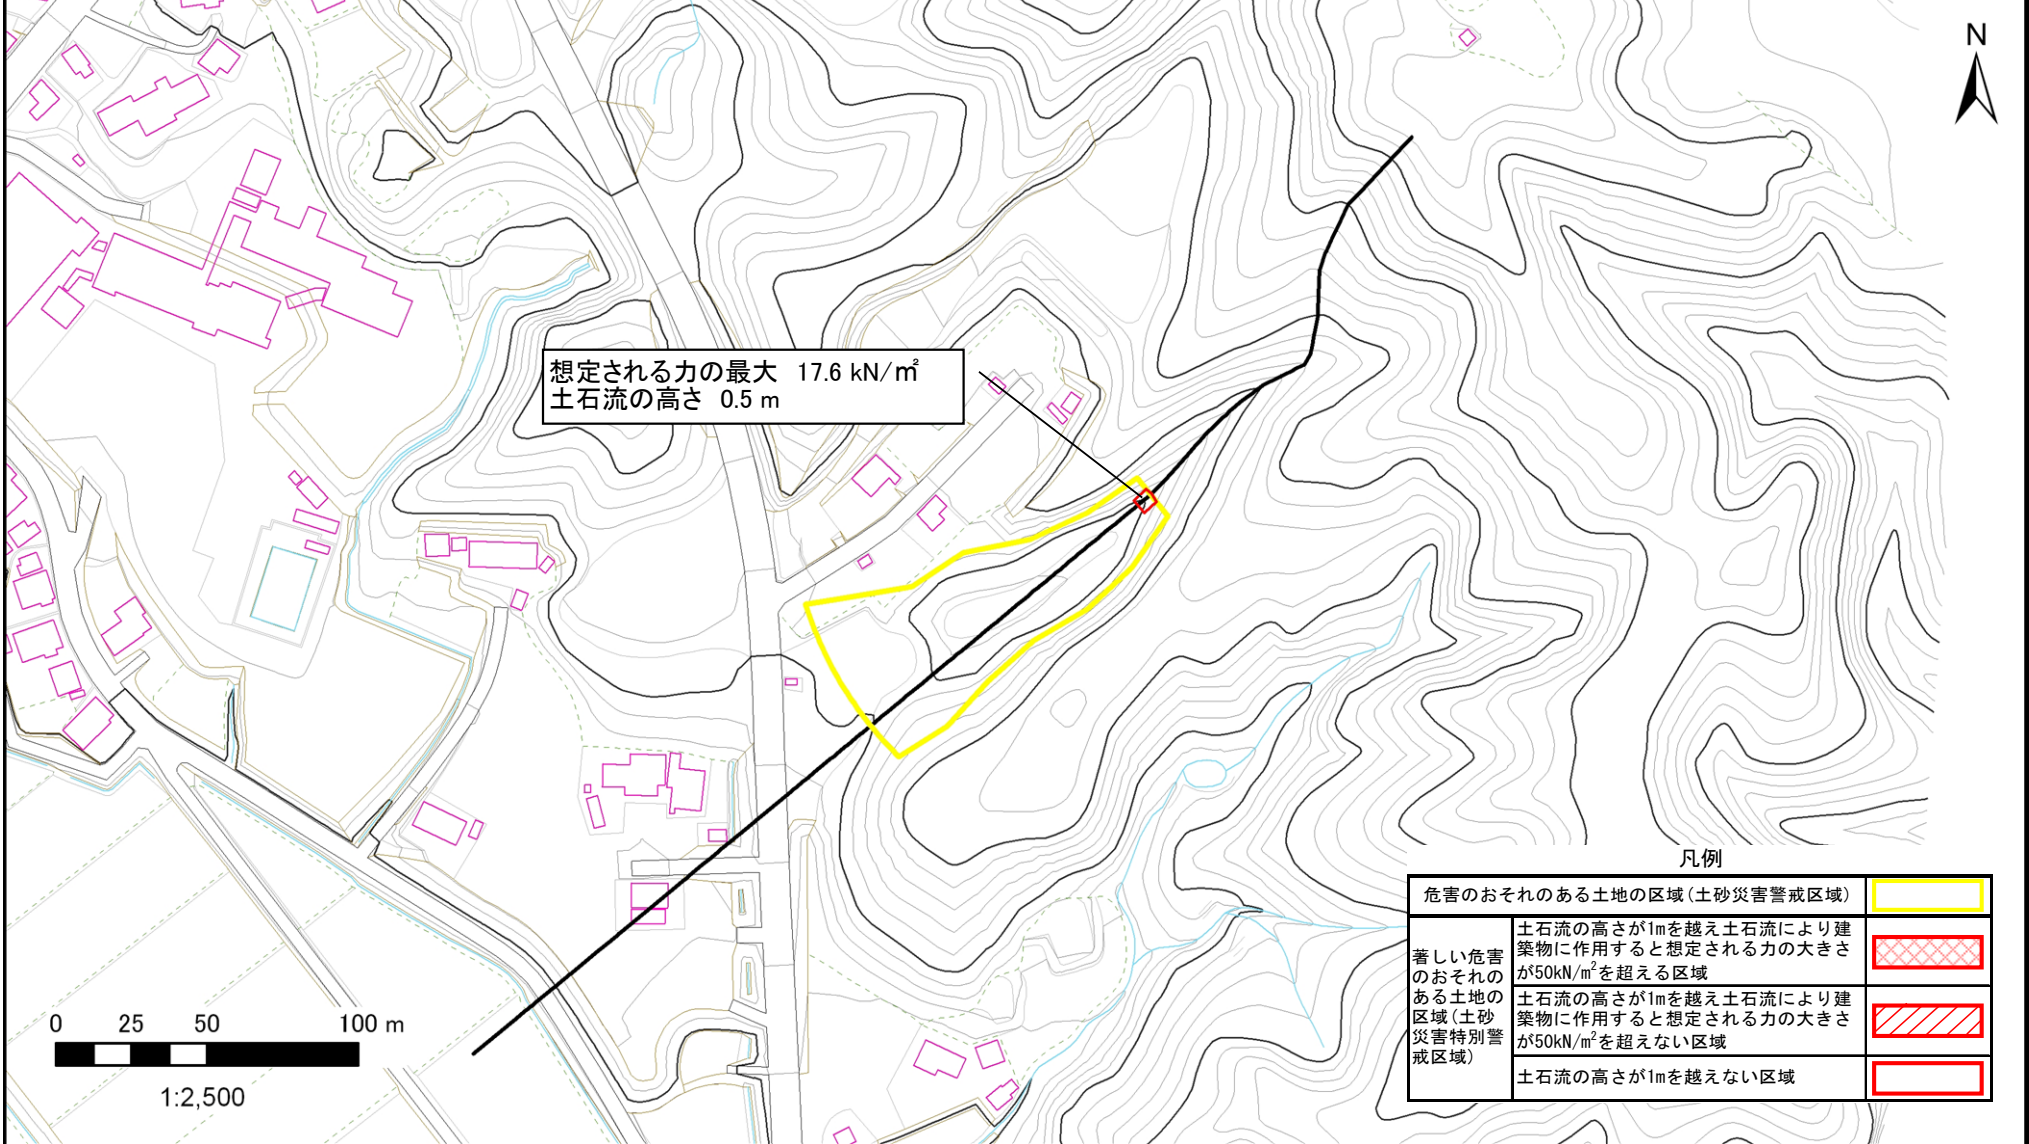 N
想定される力の最大 17.6 kN/㎡
土石流の高さ 0.5 m
0 25 50 100 m
1:2,500
凡例
危害のおそれのある土地の区域(土砂災害警戒区域)
著しい危害
のおそれの
ある土地の
区域(土砂
災害特別警
戒区域)
土石流の高さが1mを越え土石流により建
築物に作用すると想定される力の大きさ
が50kN/m²を超える区域
土石流の高さが1mを越え土石流により建
築物に作用すると想定される力の大きさ
が50kN/m²を超えない区域
土石流の高さが1mを越えない区域